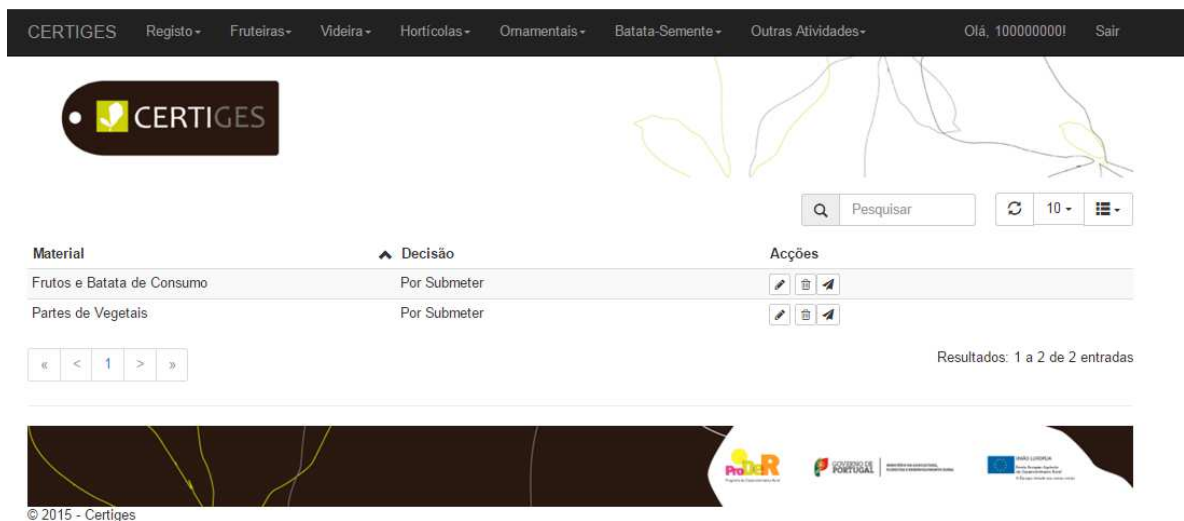 CERTIGES Registo Fruteiras Videira Hortícolas Ornamentais Batata-Semente Outras Atividades Olá, 100000000! Sair
CERTIGES
Pesquisar 10
Material Decisão Acções
Frutos e Batata de Consumo Por Submeter
Partes de Vegetais Por Submeter
« < 1 > »
Resultados: 1 a 2 de 2 entradas
ProDeR
GOVERNO DE
PORTUGAL
UNIÃO EUROPEIA
© 2015 - Certiges